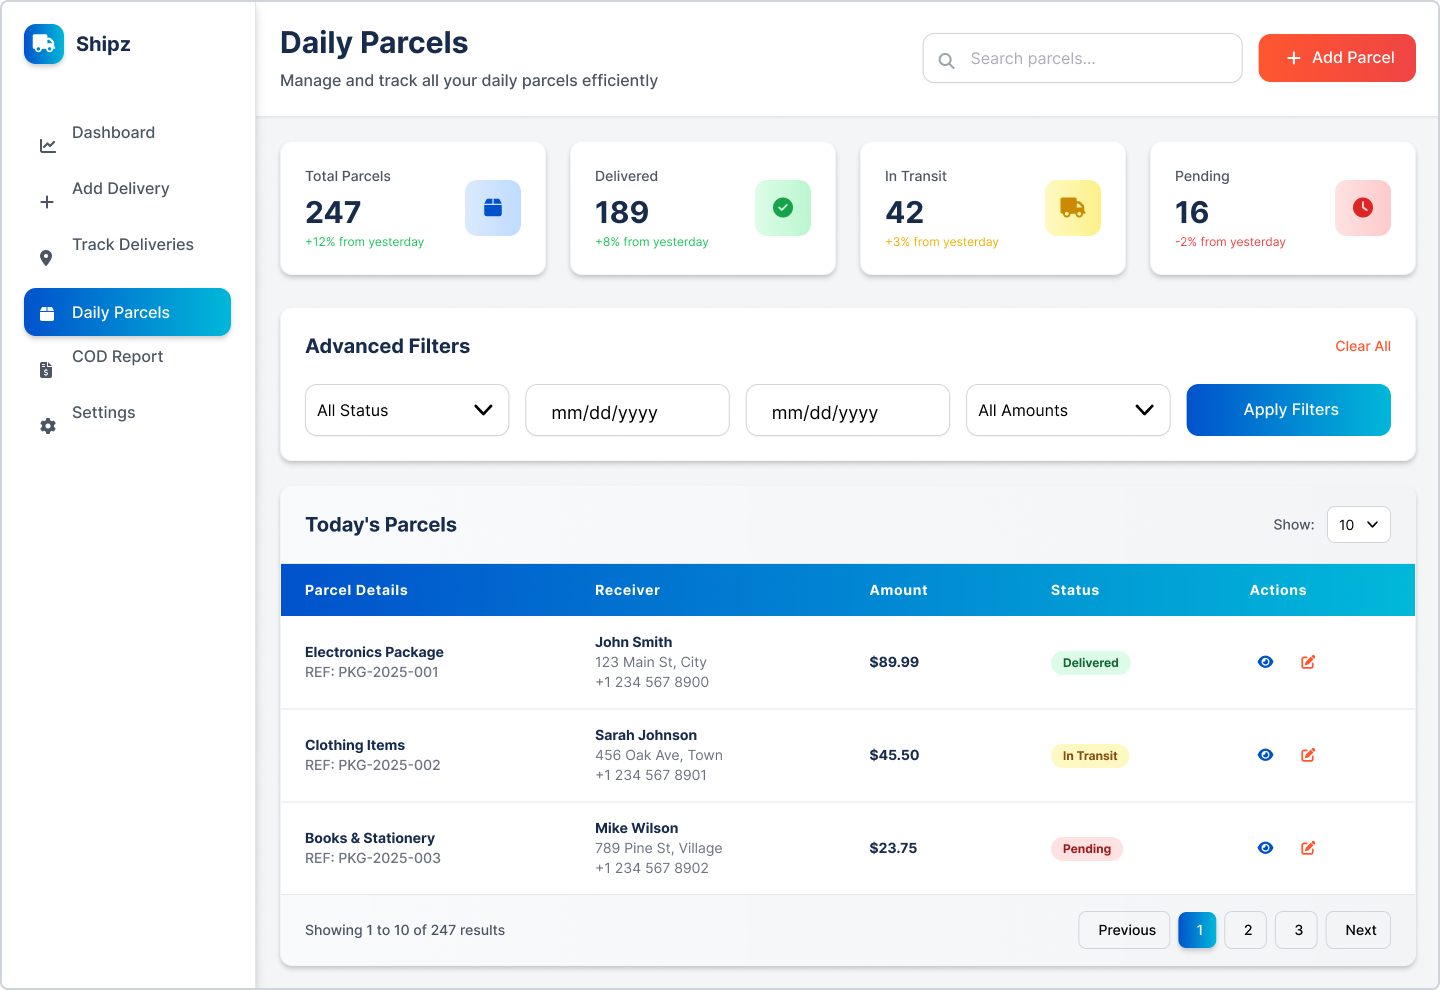 Shipz
Dashboard
Add Delivery
Track Deliveries
Daily Parcels
COD Report
Settings
Daily Parcels
Manage and track all your daily parcels efficiently
Search parcels...
Add Parcel
Total Parcels
247
+12% from yesterday
Delivered
189
+8% from yesterday
In Transit
42
+3% from yesterday
Pending
16
-2% from yesterday
Advanced Filters
Clear All
All Status
mm/dd/yyyy
mm/dd/yyyy
All Amounts
Apply Filters
Today's Parcels
Show: 10
Parcel Details Receiver Amount Status Actions
Electronics Package
REF: PKG-2025-001
John Smith
123 Main St, City
+1 234 567 8900
$89.99
Delivered
Clothing Items
REF: PKG-2025-002
Sarah Johnson
456 Oak Ave, Town
+1 234 567 8901
$45.50
In Transit
Books & Stationery
REF: PKG-2025-003
Mike Wilson
789 Pine St, Village
+1 234 567 8902
$23.75
Pending
Showing 1 to 10 of 247 results
Previous 1 2 3 Next